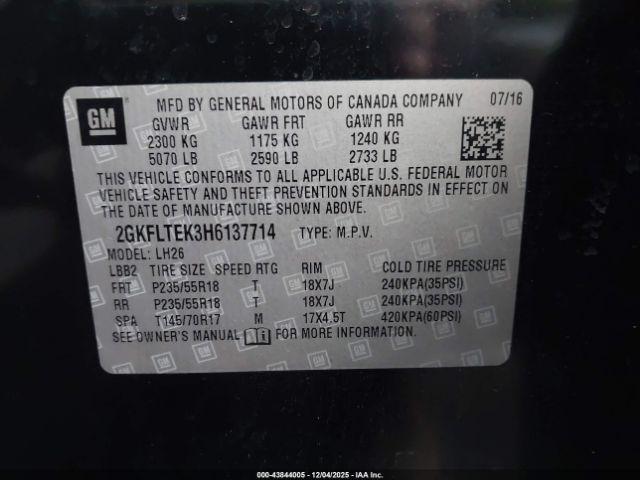 GM
MFD BY GENERAL MOTORS OF CANADA COMPANY 07/16
GVWR GAWR FRT GAWR RR
2300 KG 1175 KG 1240 KG
5070 LB 2590 LB 2733 LB
THIS VEHICLE CONFORMS TO ALL APPLICABLE U.S. FEDERAL MOTOR
VEHICLE SAFETY AND THEFT PREVENTION STANDARDS IN EFFECT ON
THE DATE OF MANUFACTURE SHOWN ABOVE.
2GKFLTEK3H6137714 TYPE: M.P.V.
MODEL: LH26
LBB2 TIRE SIZE SPEED RTG RIM COLD TIRE PRESSURE
FRT P235/55R18 T 18X7J 240KPA(35PSI)
RR P235/55R18 T 18X7J 240KPA(35PSI)
SPA T145/70R17 M 17X4.5T 420KPA(60PSI)
SEE OWNER'S MANUAL FOR MORE INFORMATION.
000-43844005 - 12/04/2025 - IAA Inc.